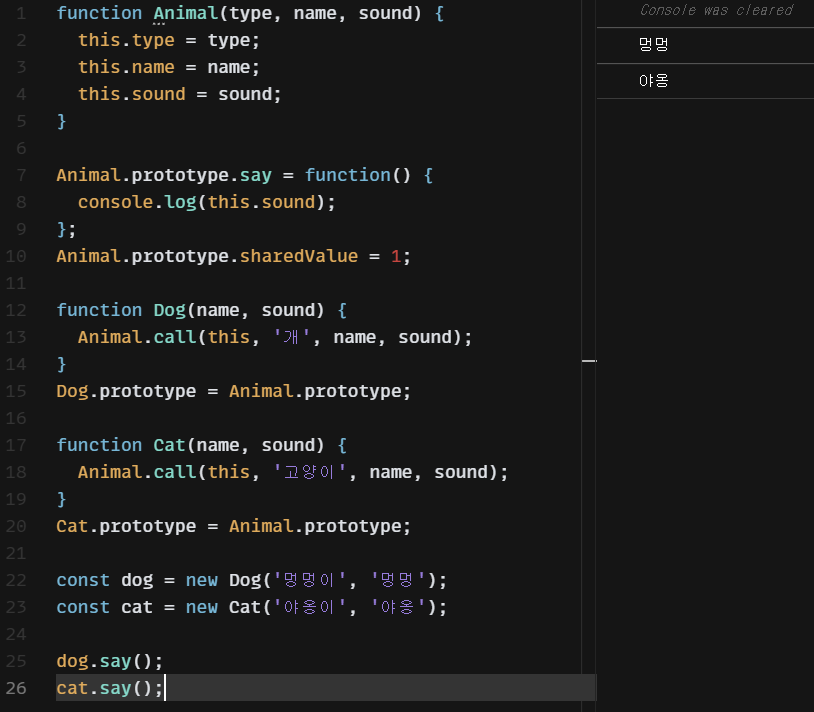 1 function Animal(type, name, sound) {
2   this.type = type;
3   this.name = name;
4   this.sound = sound;
5 }
6
7 Animal.prototype.say = function() {
8   console.log(this.sound);
9 };
10 Animal.prototype.sharedValue = 1;
11
12 function Dog(name, sound) {
13   Animal.call(this, '개', name, sound);
14 }
15 Dog.prototype = Animal.prototype;
16
17 function Cat(name, sound) {
18   Animal.call(this, '고양이', name, sound);
19 }
20 Cat.prototype = Animal.prototype;
21
22 const dog = new Dog('멍멍이', '멍멍');
23 const cat = new Cat('야옹이', '야옹');
24
25 dog.say();
26 cat.say();
Console was cleared
멍멍
야옹